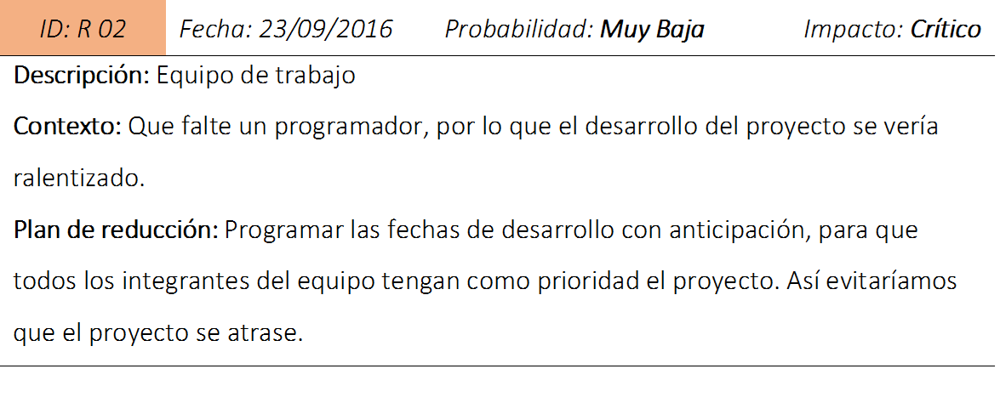 ID: R 02 Fecha: 23/09/2016 Probabilidad: Muy Baja Impacto: Crítico
Descripción: Equipo de trabajo
Contexto: Que falte un programador, por lo que el desarrollo del proyecto se vería
ralentizado.
Plan de reducción: Programar las fechas de desarrollo con anticipación, para que
todos los integrantes del equipo tengan como prioridad el proyecto. Así evitaríamos
que el proyecto se atrase.